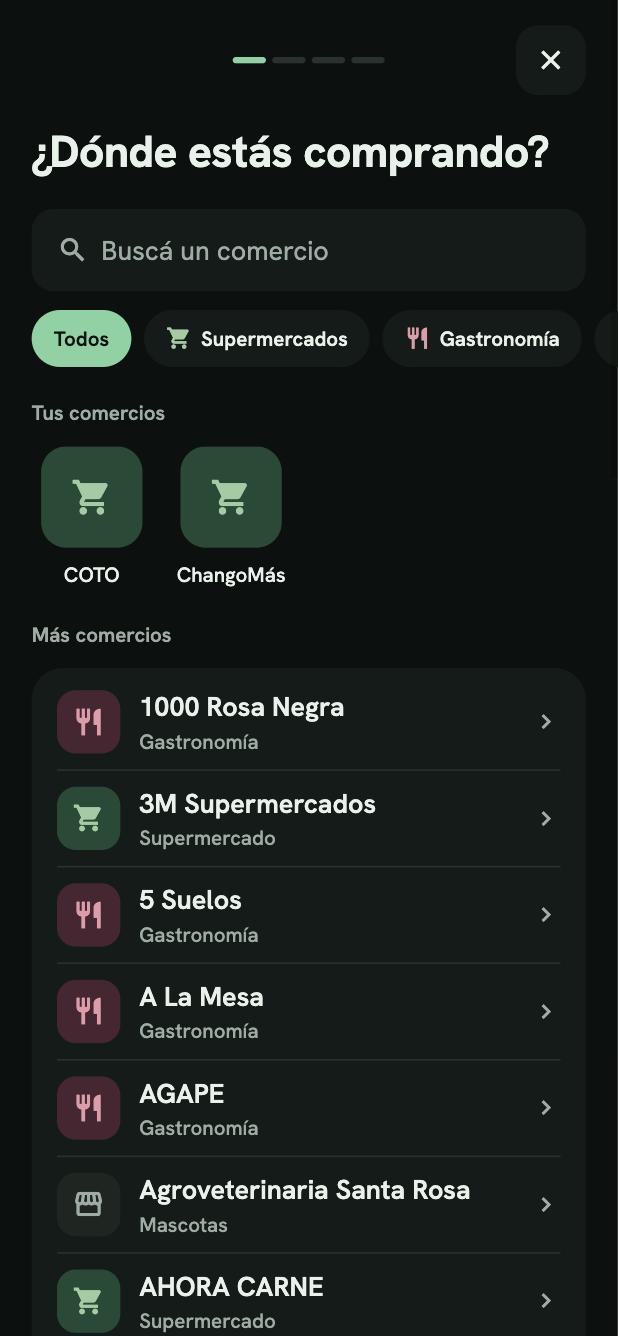 ¿Dónde estás comprando?
Buscá un comercio
Todos
Supermercados
Gastronomía
Tus comercios
COTO
ChangoMás
Más comercios
1000 Rosa Negra
Gastronomía
3M Supermercados
Supermercado
5 Suelos
Gastronomía
A La Mesa
Gastronomía
AGAPE
Gastronomía
Agroveterinaria Santa Rosa
Mascotas
AHORA CARNE
Supermercado